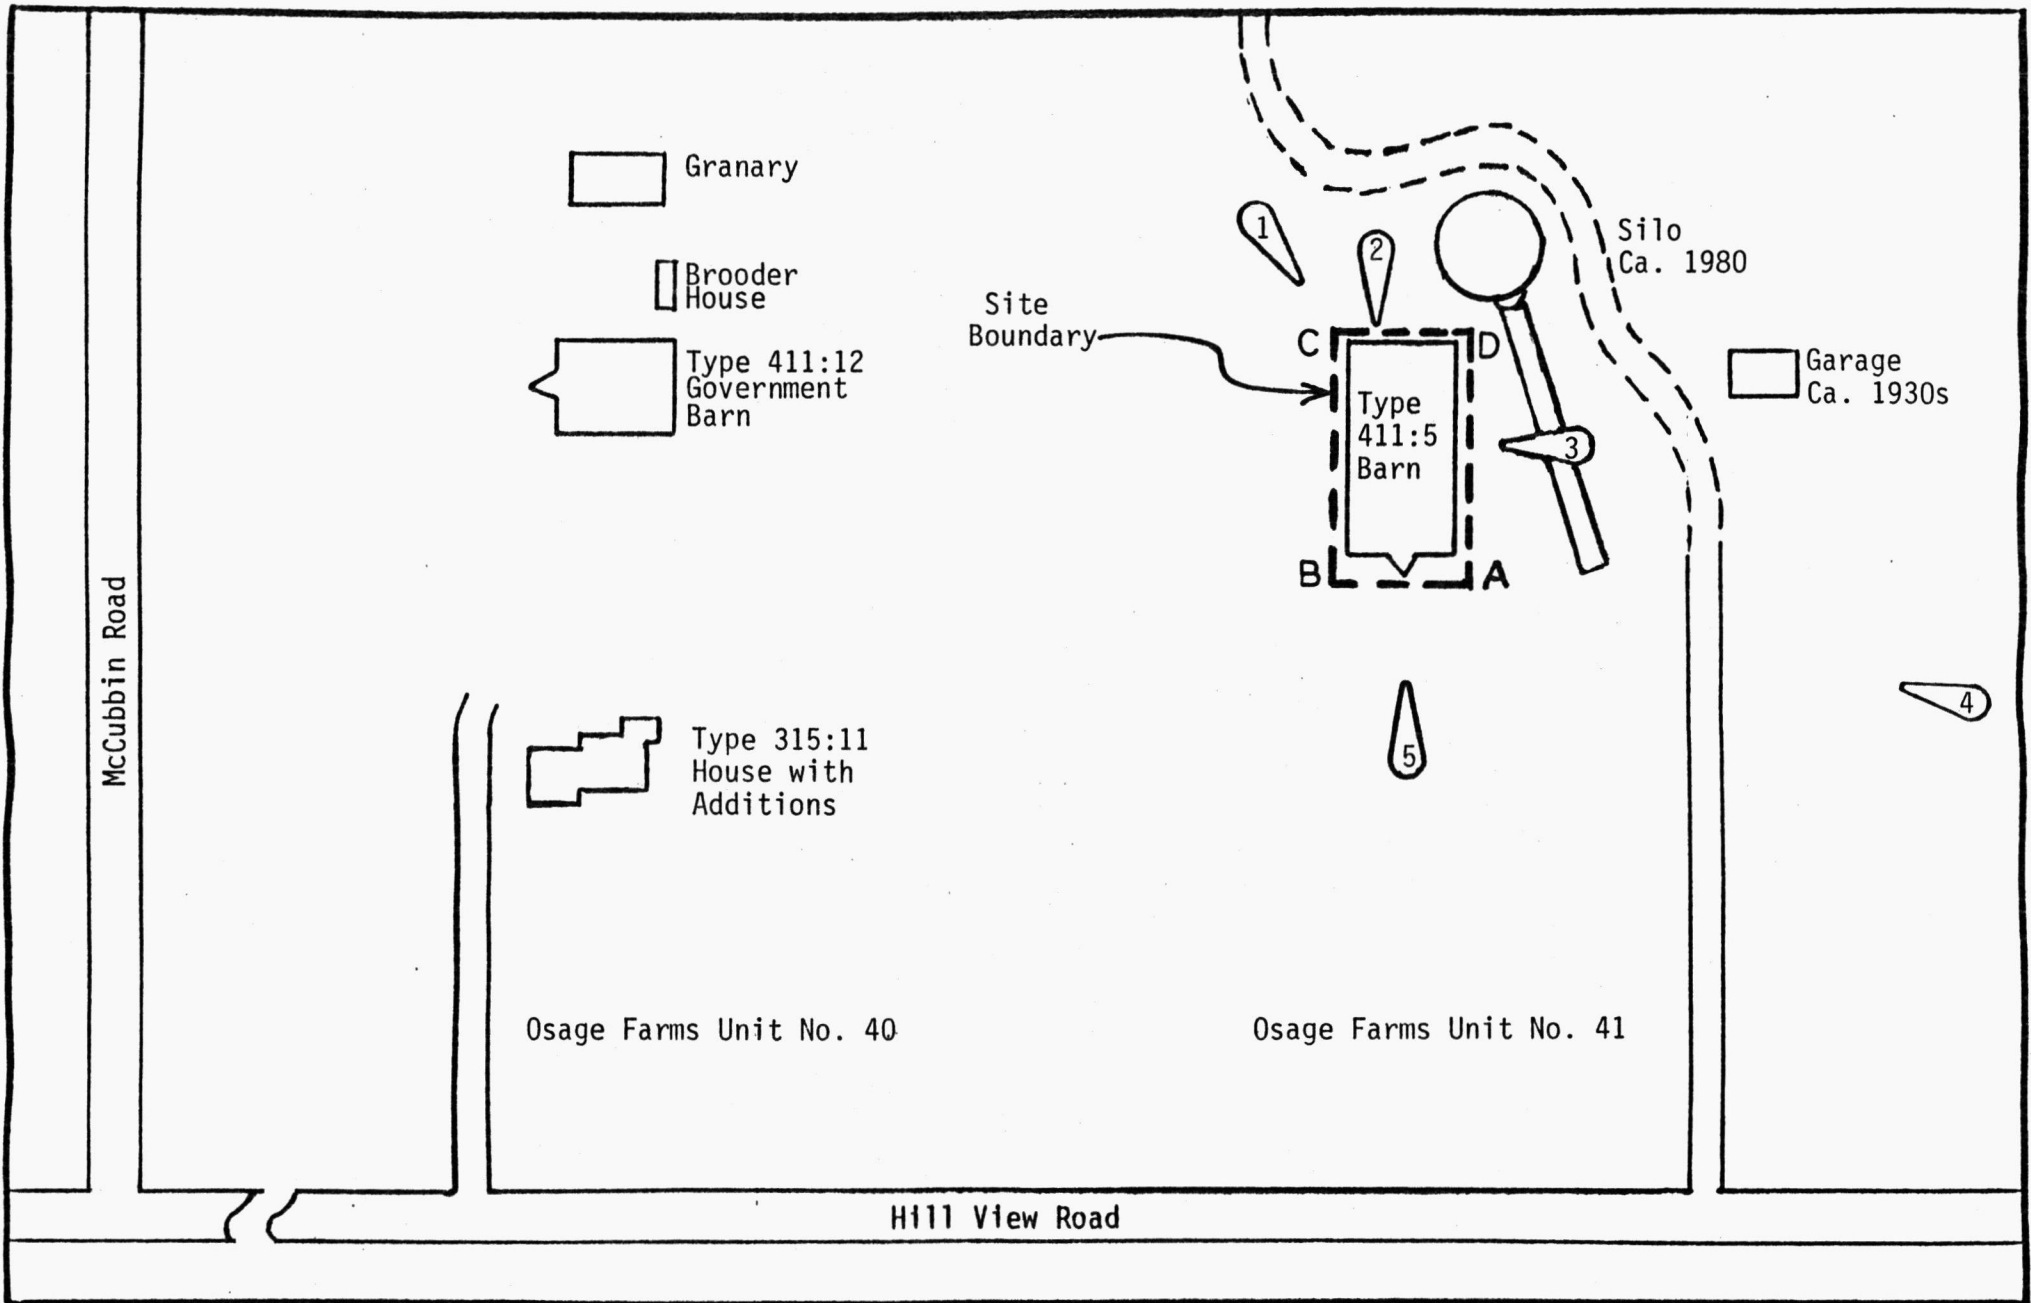 Granary
Brooder
House
Type 411:12
Government
Barn
Site
Boundary
1
2
Silo
Ca. 1980
C
D
Type
411:5
Barn
3
Garage
Ca. 1930s
B
A
McCubbin Road
Type 315:11
House with
Additions
5
4
Osage Farms Unit No. 40
Osage Farms Unit No. 41
Hill View Road